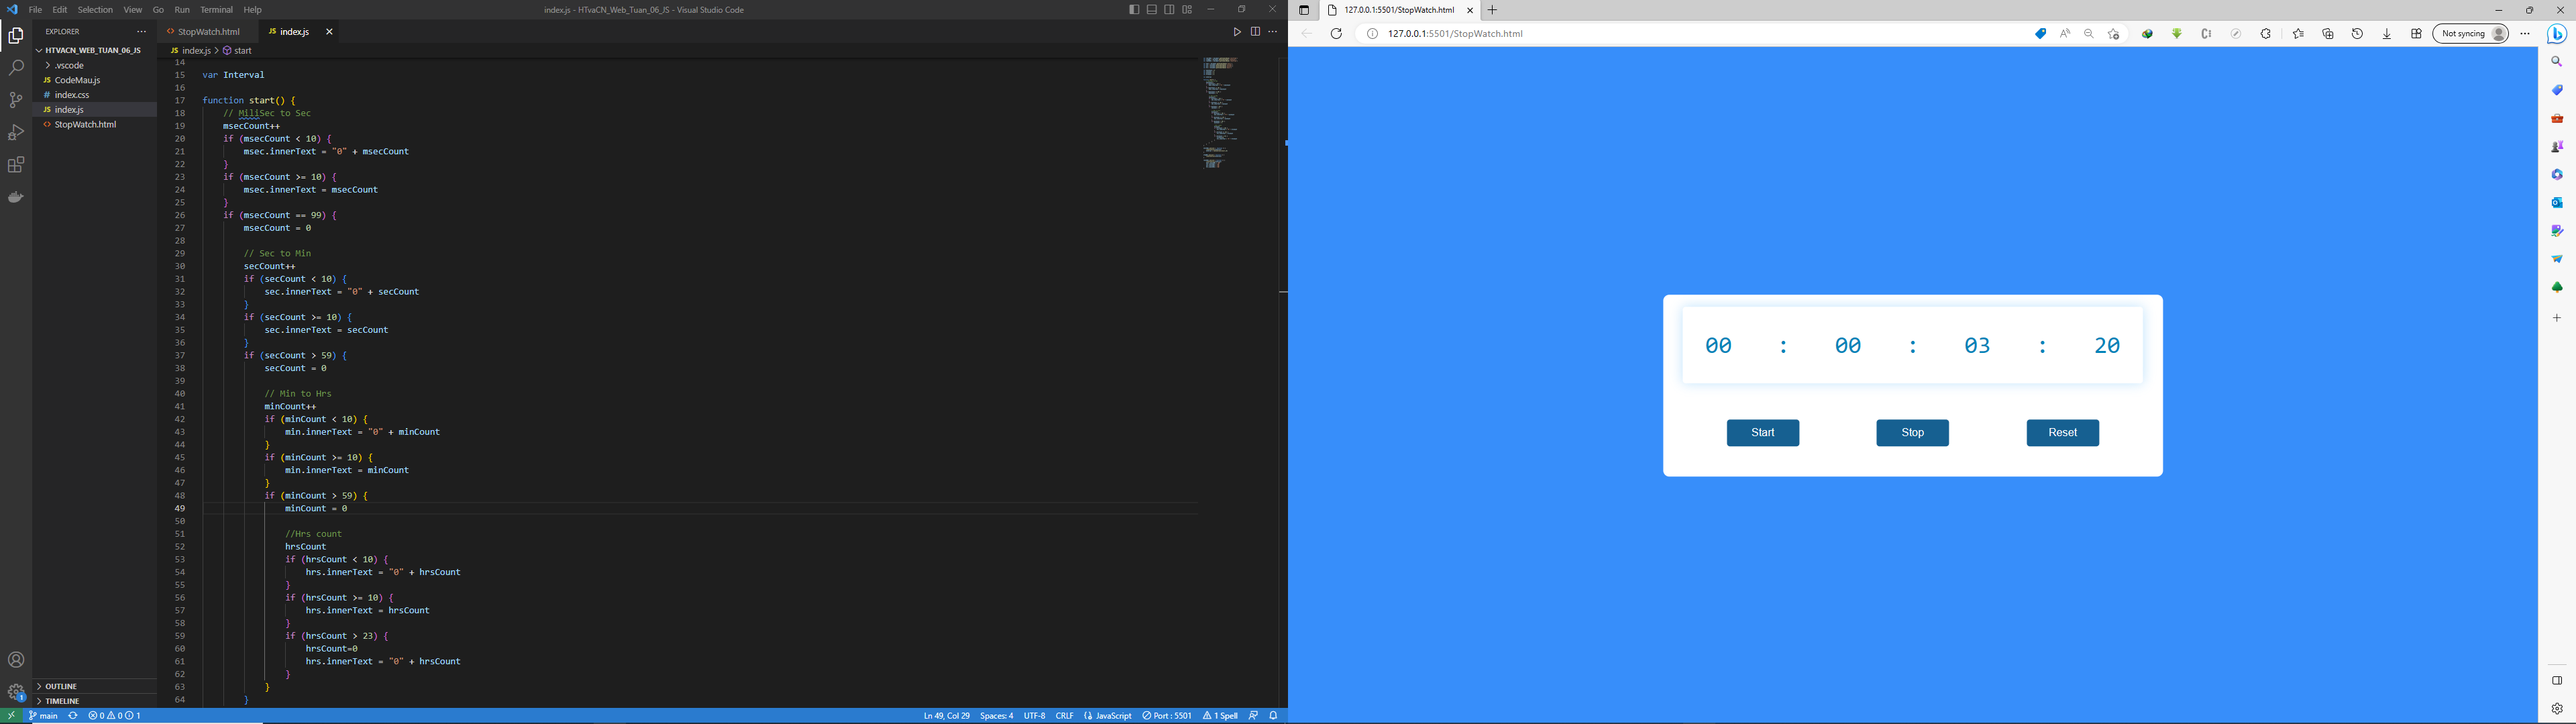 File Edit Selection View Go Run Terminal Help
index.js - HTvaCN_Web_Tuan_06_JS - Visual Studio Code
EXPLORER
HTVACN_WEB_TUAN_06_JS
.vscode
JS CodeMau.js
# index.css
JS index.js
<> StopWatch.html
OUTLINE
TIMELINE
<> StopWatch.html JS index.js
JS index.js > start
14
15 var Interval
16
17 function start() {
18 // MiliSec to Sec
19 msecCount++
20 if (msecCount < 10) {
21 msec.innerText = "0" + msecCount
22 }
23 if (msecCount >= 10) {
24 msec.innerText = msecCount
25 }
26 if (msecCount == 99) {
27 msecCount = 0
28
29 // Sec to Min
30 secCount++
31 if (secCount < 10) {
32 sec.innerText = "0" + secCount
33 }
34 if (secCount >= 10) {
35 sec.innerText = secCount
36 }
37 if (secCount > 59) {
38 secCount = 0
39
40 // Min to Hrs
41 minCount++
42 if (minCount < 10) {
43 min.innerText = "0" + minCount
44 }
45 if (minCount >= 10) {
46 min.innerText = minCount
47 }
48 if (minCount > 59) {
49 minCount = 0
50
51 //Hrs count
52 hrsCount
53 if (hrsCount < 10) {
54 hrs.innerText = "0" + hrsCount
55 }
56 if (hrsCount >= 10) {
57 hrs.innerText = hrsCount
58 }
59 if (hrsCount > 23) {
60 hrsCount=0
61 hrs.innerText = "0" + hrsCount
62 }
63 }
64 }
1
main 0 0 1
Ln 49, Col 29 Spaces: 4 UTF-8 CRLF JavaScript Port : 5501 1 Spell
127.0.0.1:5501/StopWatch.html
127.0.0.1:5501/StopWatch.html
Not syncing
00 : 00 : 03 : 20
Start Stop Reset